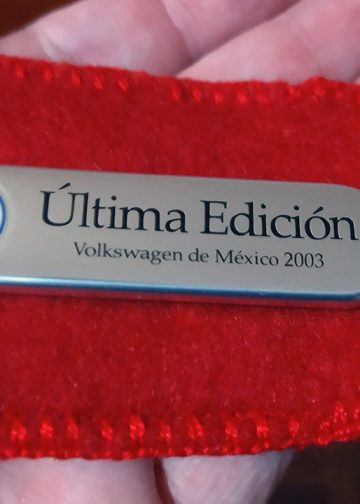 Última Edición
Volkswagen de México 2003